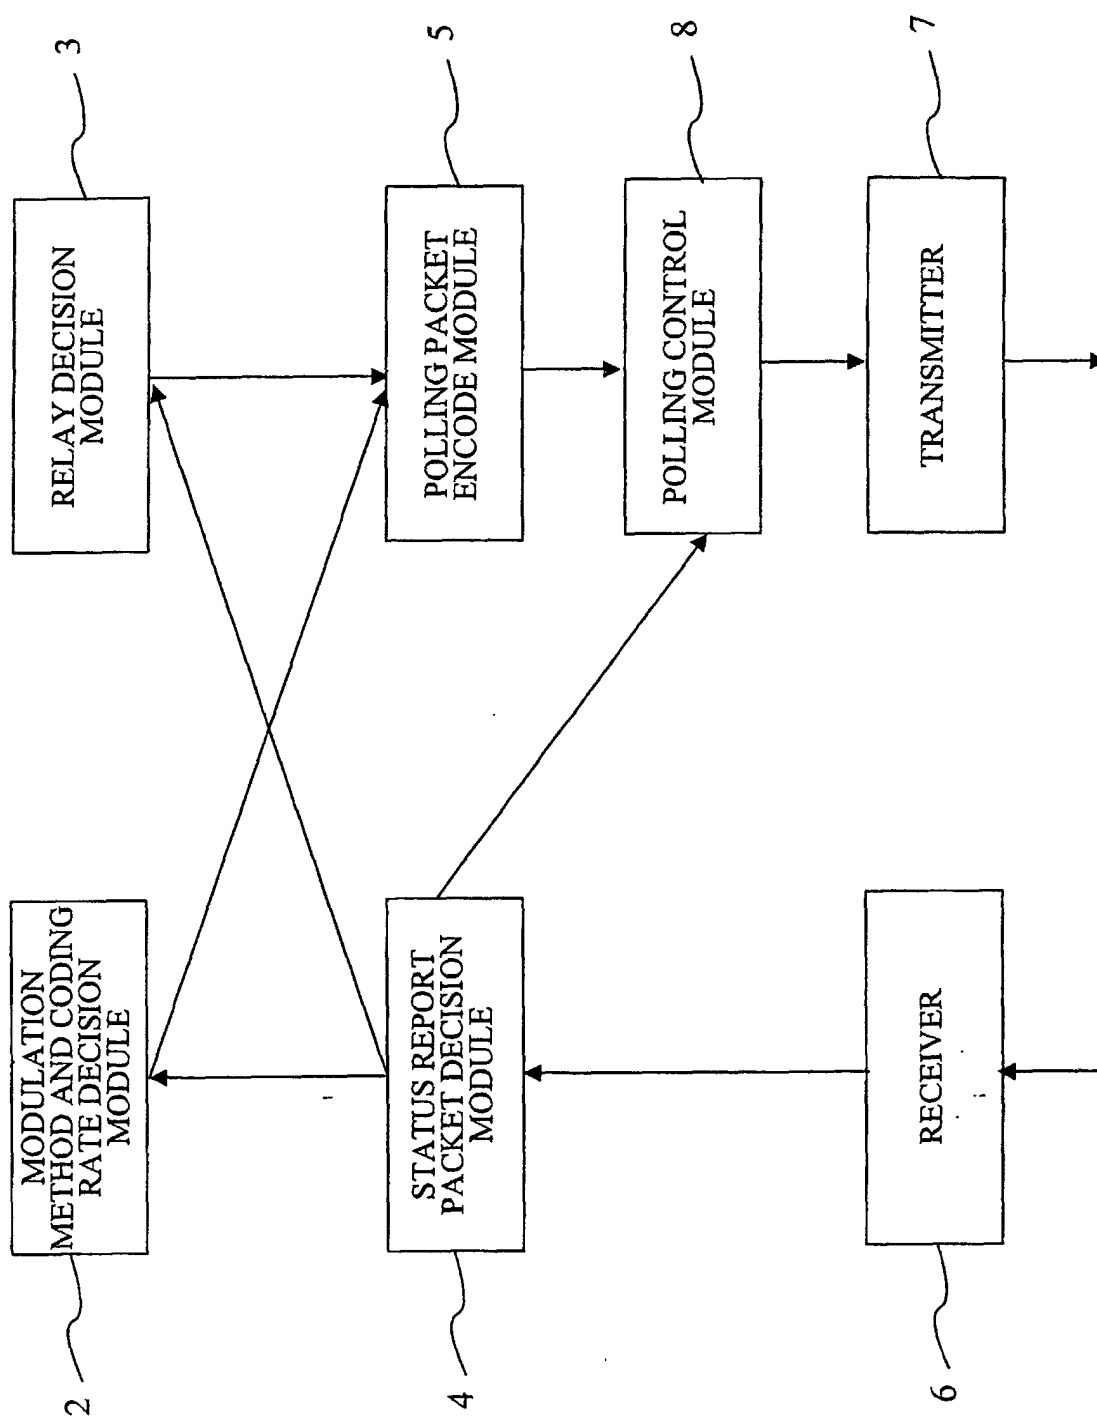 2
MODULATION
METHOD AND CODING
RATE DECISION
MODULE
RELAY DECISION
MODULE
3
4
STATUS REPORT
PACKET DECISION
MODULE
POLLING PACKET
ENCODE MODULE
5
POLLING CONTROL
MODULE
8
6
RECEIVER
TRANSMITTER
7